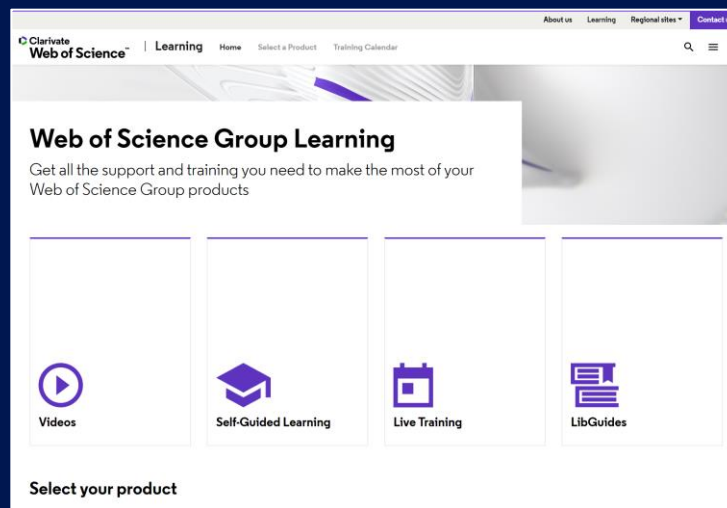 About us Learning Regional sites Contact
Clarivate
Web of Science™ | Learning Home Select a Product Training Calendar
Web of Science Group Learning
Get all the support and training you need to make the most of your
Web of Science Group products
Videos Self-Guided Learning Live Training LibGuides
Select your product